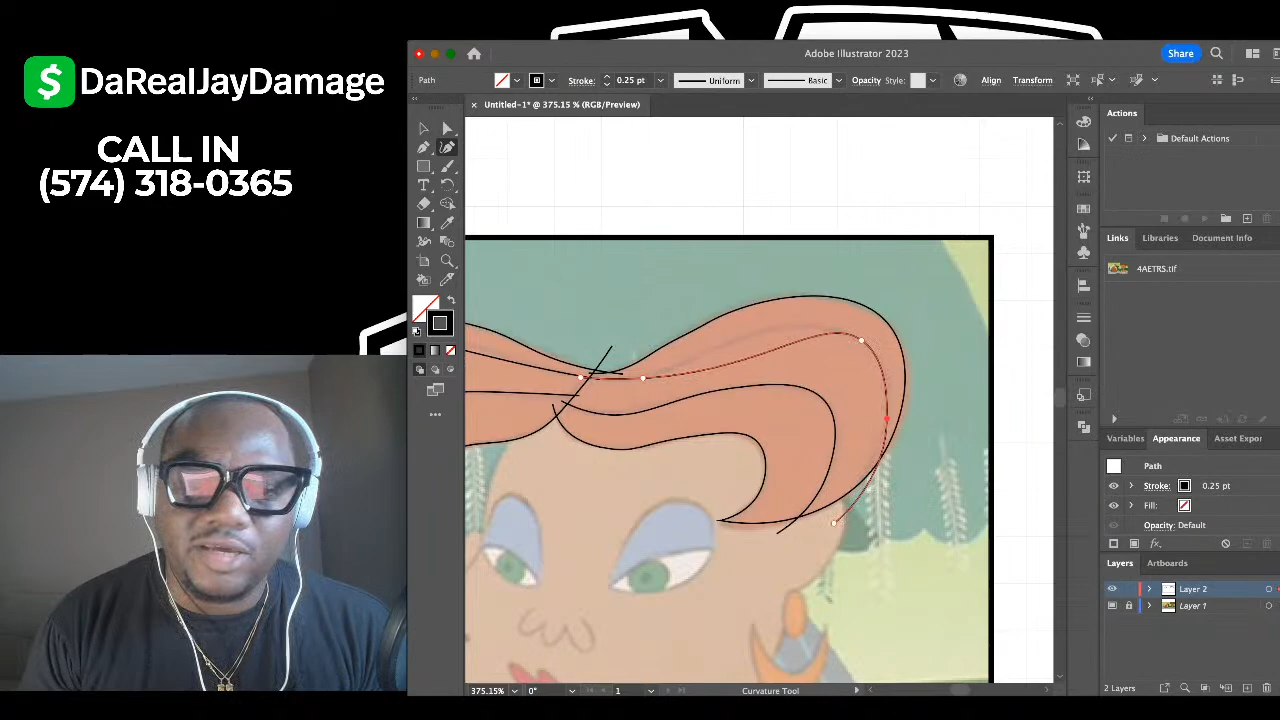 $ DaRealJayDamage
CALL IN
(574) 318-0365
Adobe Illustrator 2023
Share
Path
Stroke:
0.25 pt
Uniform
Basic
Opacity
Style:
Align
Transform
× Untitled-1* @ 375.15 % (RGB/Preview)
Actions
Default Actions
Links
Libraries
Document Info
4AETRS.tif
Variables
Appearance
Asset Expor
Path
Stroke:
0.25 pt
Fill:
Opacity: Default
fx.
Layers
Artboards
Layer 2
Layer 1
375.15%
0°
1
Curvature Tool
2 Layers